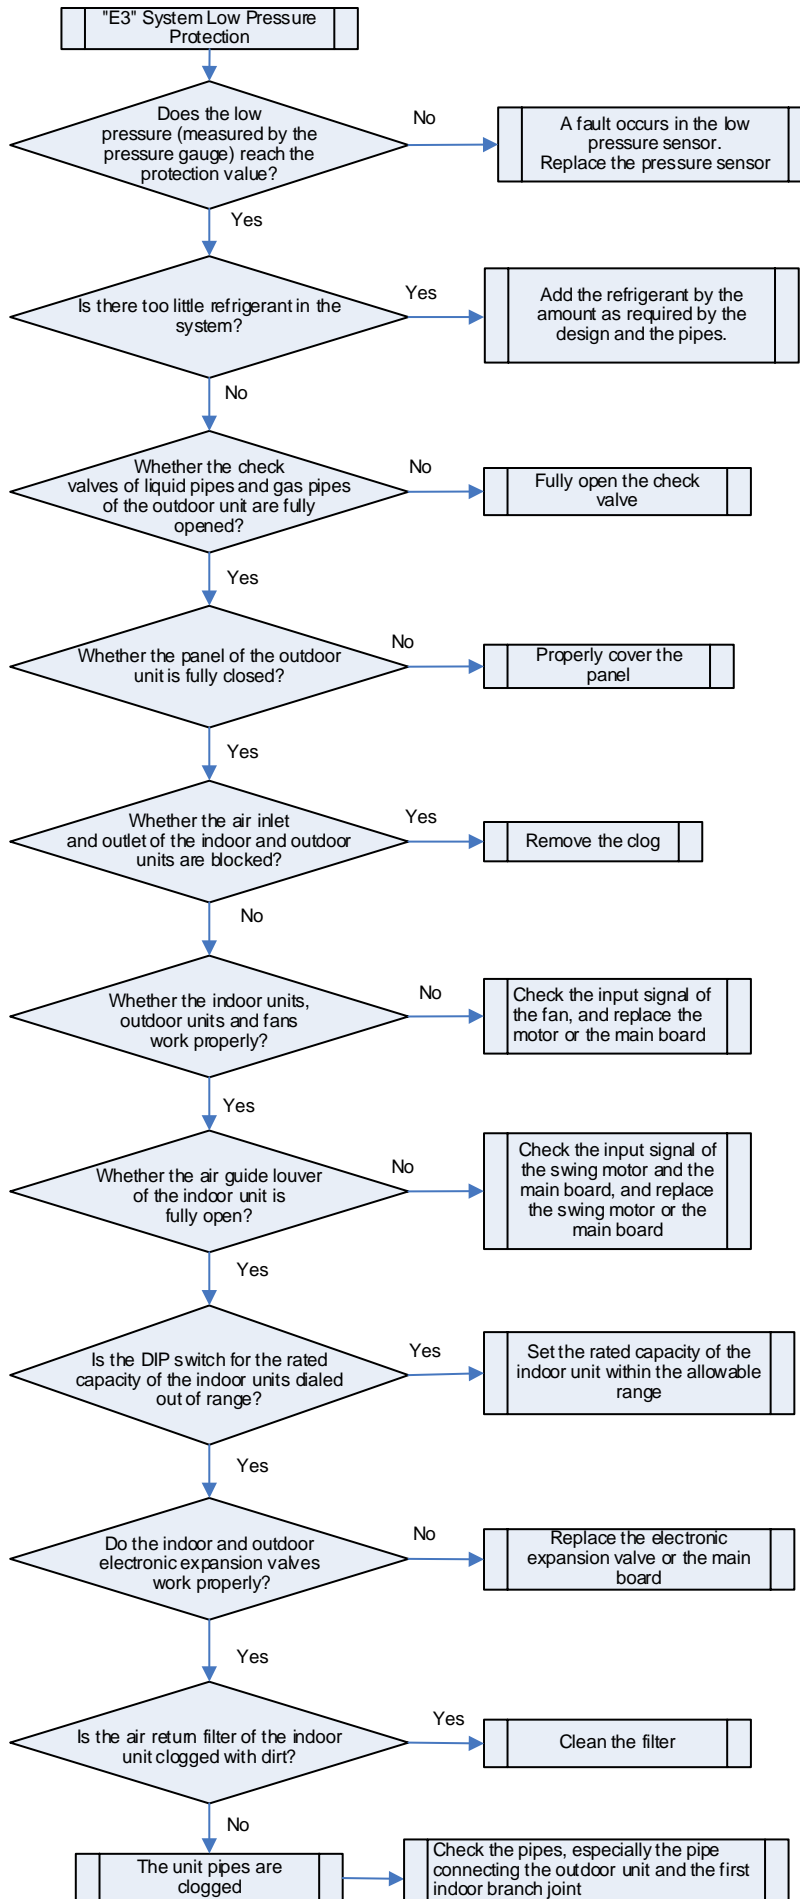 "E3" System Low Pressure
Protection
Does the low
pressure (measured by the
pressure gauge) reach the
protection value?
No
A fault occurs in the low
pressure sensor.
Replace the pressure sensor
Yes
Is there too little refrigerant in the
system?
Yes
Add the refrigerant by the
amount as required by the
design and the pipes.
No
Whether the check
valves of liquid pipes and gas pipes
of the outdoor unit are fully
opened?
No
Fully open the check
valve
Yes
Whether the panel of the outdoor
unit is fully closed?
No
Properly cover the
panel
Yes
Whether the air inlet
and outlet of the indoor and outdoor
units are blocked?
Yes
Remove the clog
No
Whether the indoor units,
outdoor units and fans
work properly?
No
Check the input signal of
the fan, and replace the
motor or the main board
Yes
Whether the air guide louver
of the indoor unit is
fully open?
No
Check the input signal of
the swing motor and the
main board, and replace
the swing motor or the
main board
Yes
Is the DIP switch for the rated
capacity of the indoor units dialed
out of range?
Yes
Set the rated capacity of the
indoor unit within the allowable
range
Yes
Do the indoor and outdoor
electronic expansion valves
work properly?
No
Replace the electronic
expansion valve or the main
board
Yes
Is the air return filter of the indoor
unit clogged with dirt?
Yes
Clean the filter
No
The unit pipes are
clogged
Check the pipes, especially the pipe
connecting the outdoor unit and the first
indoor branch joint